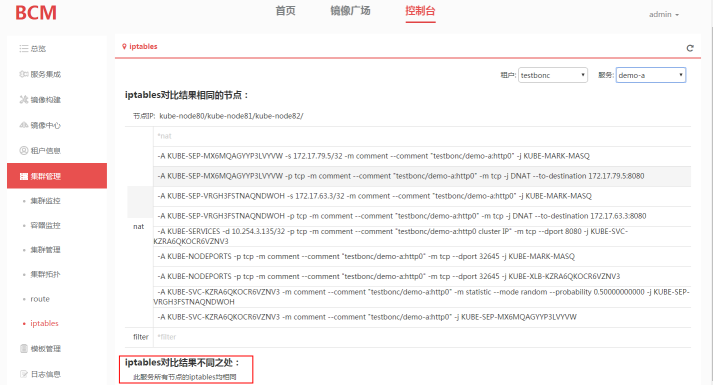 BCM
首页 镜像广场 控制台
admin
总览
服务集成
镜像构建
镜像中心
租户信息
集群管理
集群监控
容器监控
集群管理
集群拓扑
route
iptables
模板管理
日志信息
iptables
租户: testbonc 服务: demo-a
iptables对比结果相同的节点：
节点IP: kube-node80/kube-node81/kube-node82/
nat
*nat
-A KUBE-SEP-MX6MQAGYYP3LVYVW -s 172.17.79.5/32 -m comment --comment "testbonc/demo-a:http0" -j KUBE-MARK-MASQ
-A KUBE-SEP-MX6MQAGYYP3LVYVW -p tcp -m comment --comment "testbonc/demo-a:http0" -m tcp -j DNAT --to-destination 172.17.79.5:8080
-A KUBE-SEP-VRGH3FSTNAQNDWOH -s 172.17.63.3/32 -m comment --comment "testbonc/demo-a:http0" -j KUBE-MARK-MASQ
-A KUBE-SEP-VRGH3FSTNAQNDWOH -p tcp -m comment --comment "testbonc/demo-a:http0" -m tcp -j DNAT --to-destination 172.17.63.3:8080
-A KUBE-SERVICES -d 10.254.3.135/32 -p tcp -m comment --comment "testbonc/demo-a:http0 cluster IP" -m tcp --dport 8080 -j KUBE-SVC-
KZRA6QKOCR6VZNV3
-A KUBE-NODEPORTS -p tcp -m comment --comment "testbonc/demo-a:http0" -m tcp --dport 32645 -j KUBE-MARK-MASQ
-A KUBE-NODEPORTS -p tcp -m comment --comment "testbonc/demo-a:http0" -m tcp --dport 32645 -j KUBE-XLB-KZRA6QKOCR6VZNV3
-A KUBE-SVC-KZRA6QKOCR6VZNV3 -m comment --comment "testbonc/demo-a:http0" -m statistic --mode random --probability 0.50000000000 -j KUBE-SEP-
VRGH3FSTNAQNDWOH
-A KUBE-SVC-KZRA6QKOCR6VZNV3 -m comment --comment "testbonc/demo-a:http0" -j KUBE-SEP-MX6MQAGYYP3LVYVW
filter *filter
iptables对比结果不同之处：
此服务所有节点的iptables均相同